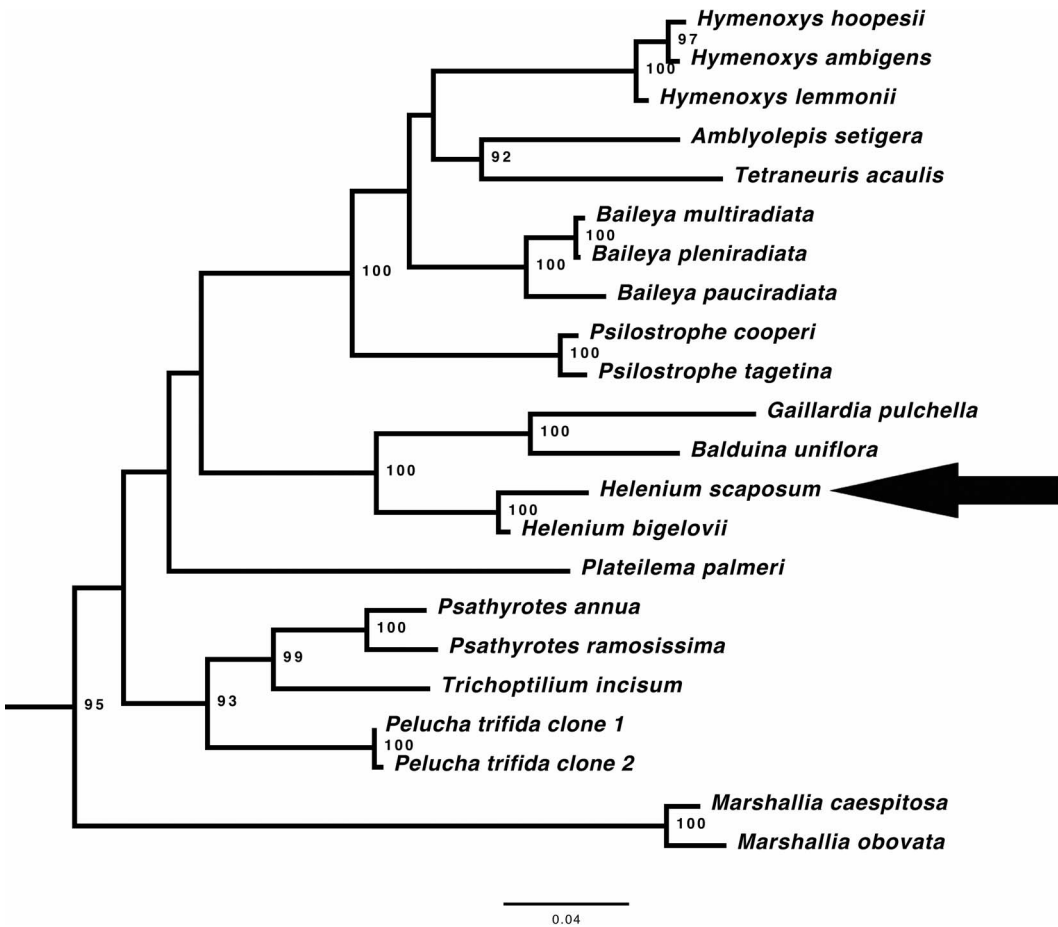 Hymenoxys hoopesii
97
Hymenoxys ambigens
100
Hymenoxys lemmonii
Amblyolepis setigera
92
Tetraneuris acaulis
Baileya multiradiata
100
Baileya pleniradiata
100
100
Baileya pauciradiata
Psilostrophe cooperi
100
Psilostrophe tagetina
Gaillardia pulchella
100
Balduina uniflora
100
Helenium scaposum
100
Helenium bigelovii
Plateilema palmeri
Psathyrotes annua
100
Psathyrotes ramosissima
99
Trichoptilium incisum
95
93
Pelucha trifida clone 1
100
Pelucha trifida clone 2
Marshallia caespitosa
100
Marshallia obovata
0.04